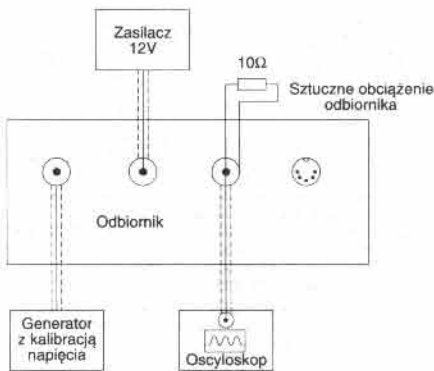 Zasilacz
12V
10Ω
Sztuczne obciążenie
odbiornika
Odbiornik
Generator
z kalibracją
napięcia
Oscyloskop